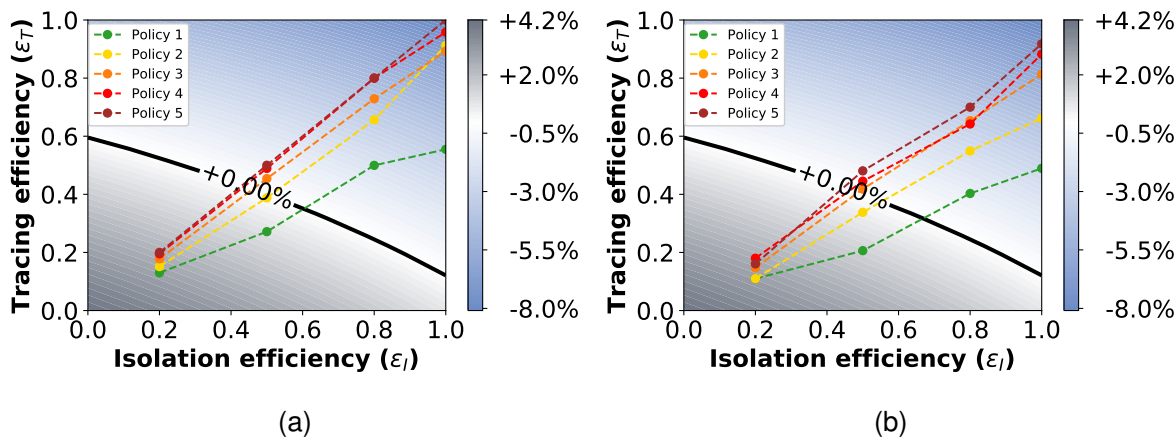 Tracing efficiency (εT)
1.0
0.8
0.6
0.4
0.2
0.0
Policy 1
Policy 2
Policy 3
Policy 4
Policy 5
+0.00%
0.0 0.2 0.4 0.6 0.8 1.0
Isolation efficiency (εI)
+4.2%
+2.0%
-0.5%
-3.0%
-5.5%
-8.0%
(a)
Tracing efficiency (εT)
1.0
0.8
0.6
0.4
0.2
0.0
Policy 1
Policy 2
Policy 3
Policy 4
Policy 5
+0.00%
0.0 0.2 0.4 0.6 0.8 1.0
Isolation efficiency (εI)
+4.2%
+2.0%
-0.5%
-3.0%
-5.5%
-8.0%
(b)